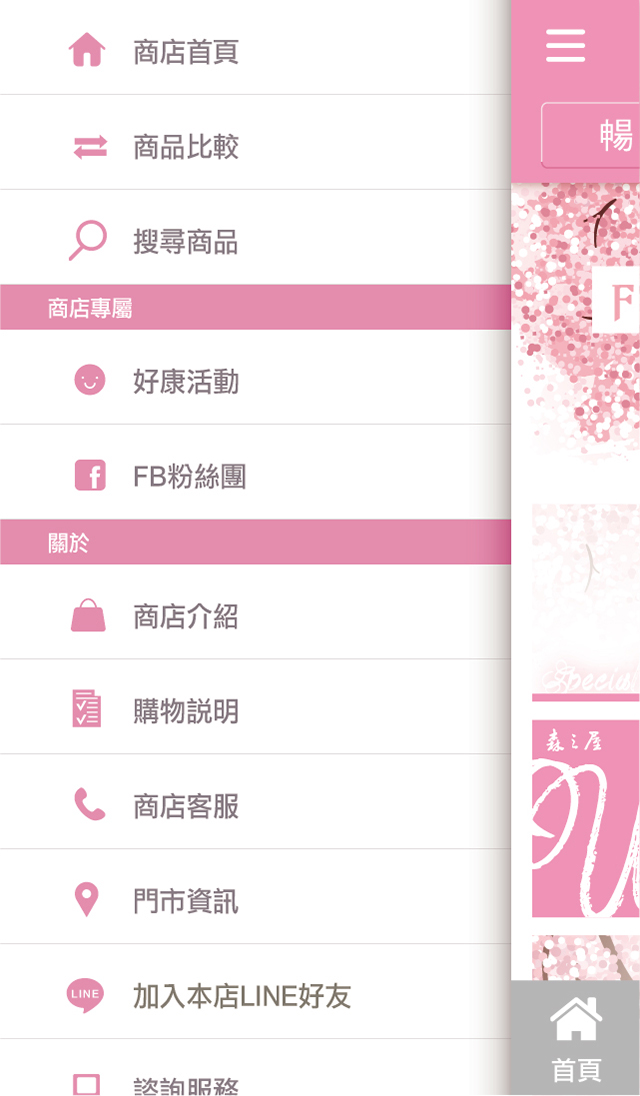 商店首頁
商品比較
搜尋商品
商店專屬
好康活動
FB粉絲團
關於
商店介紹
購物説明
商店客服
門市資訊
LINE
加入本店LINE好友
諮詢服務
暢
F
Special
森之屋
首頁